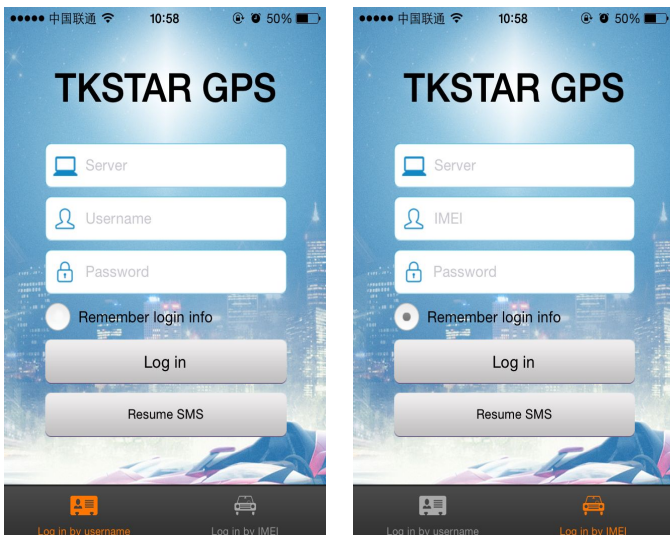 中国联通 10:58 50%
TKSTAR GPS
Server
Username
Password
Remember login info
Log in
Resume SMS
Log in by username Log in by IMEI
中国联通 10:58 50%
TKSTAR GPS
Server
IMEI
Password
Remember login info
Log in
Resume SMS
Log in by username Log in by IMEI